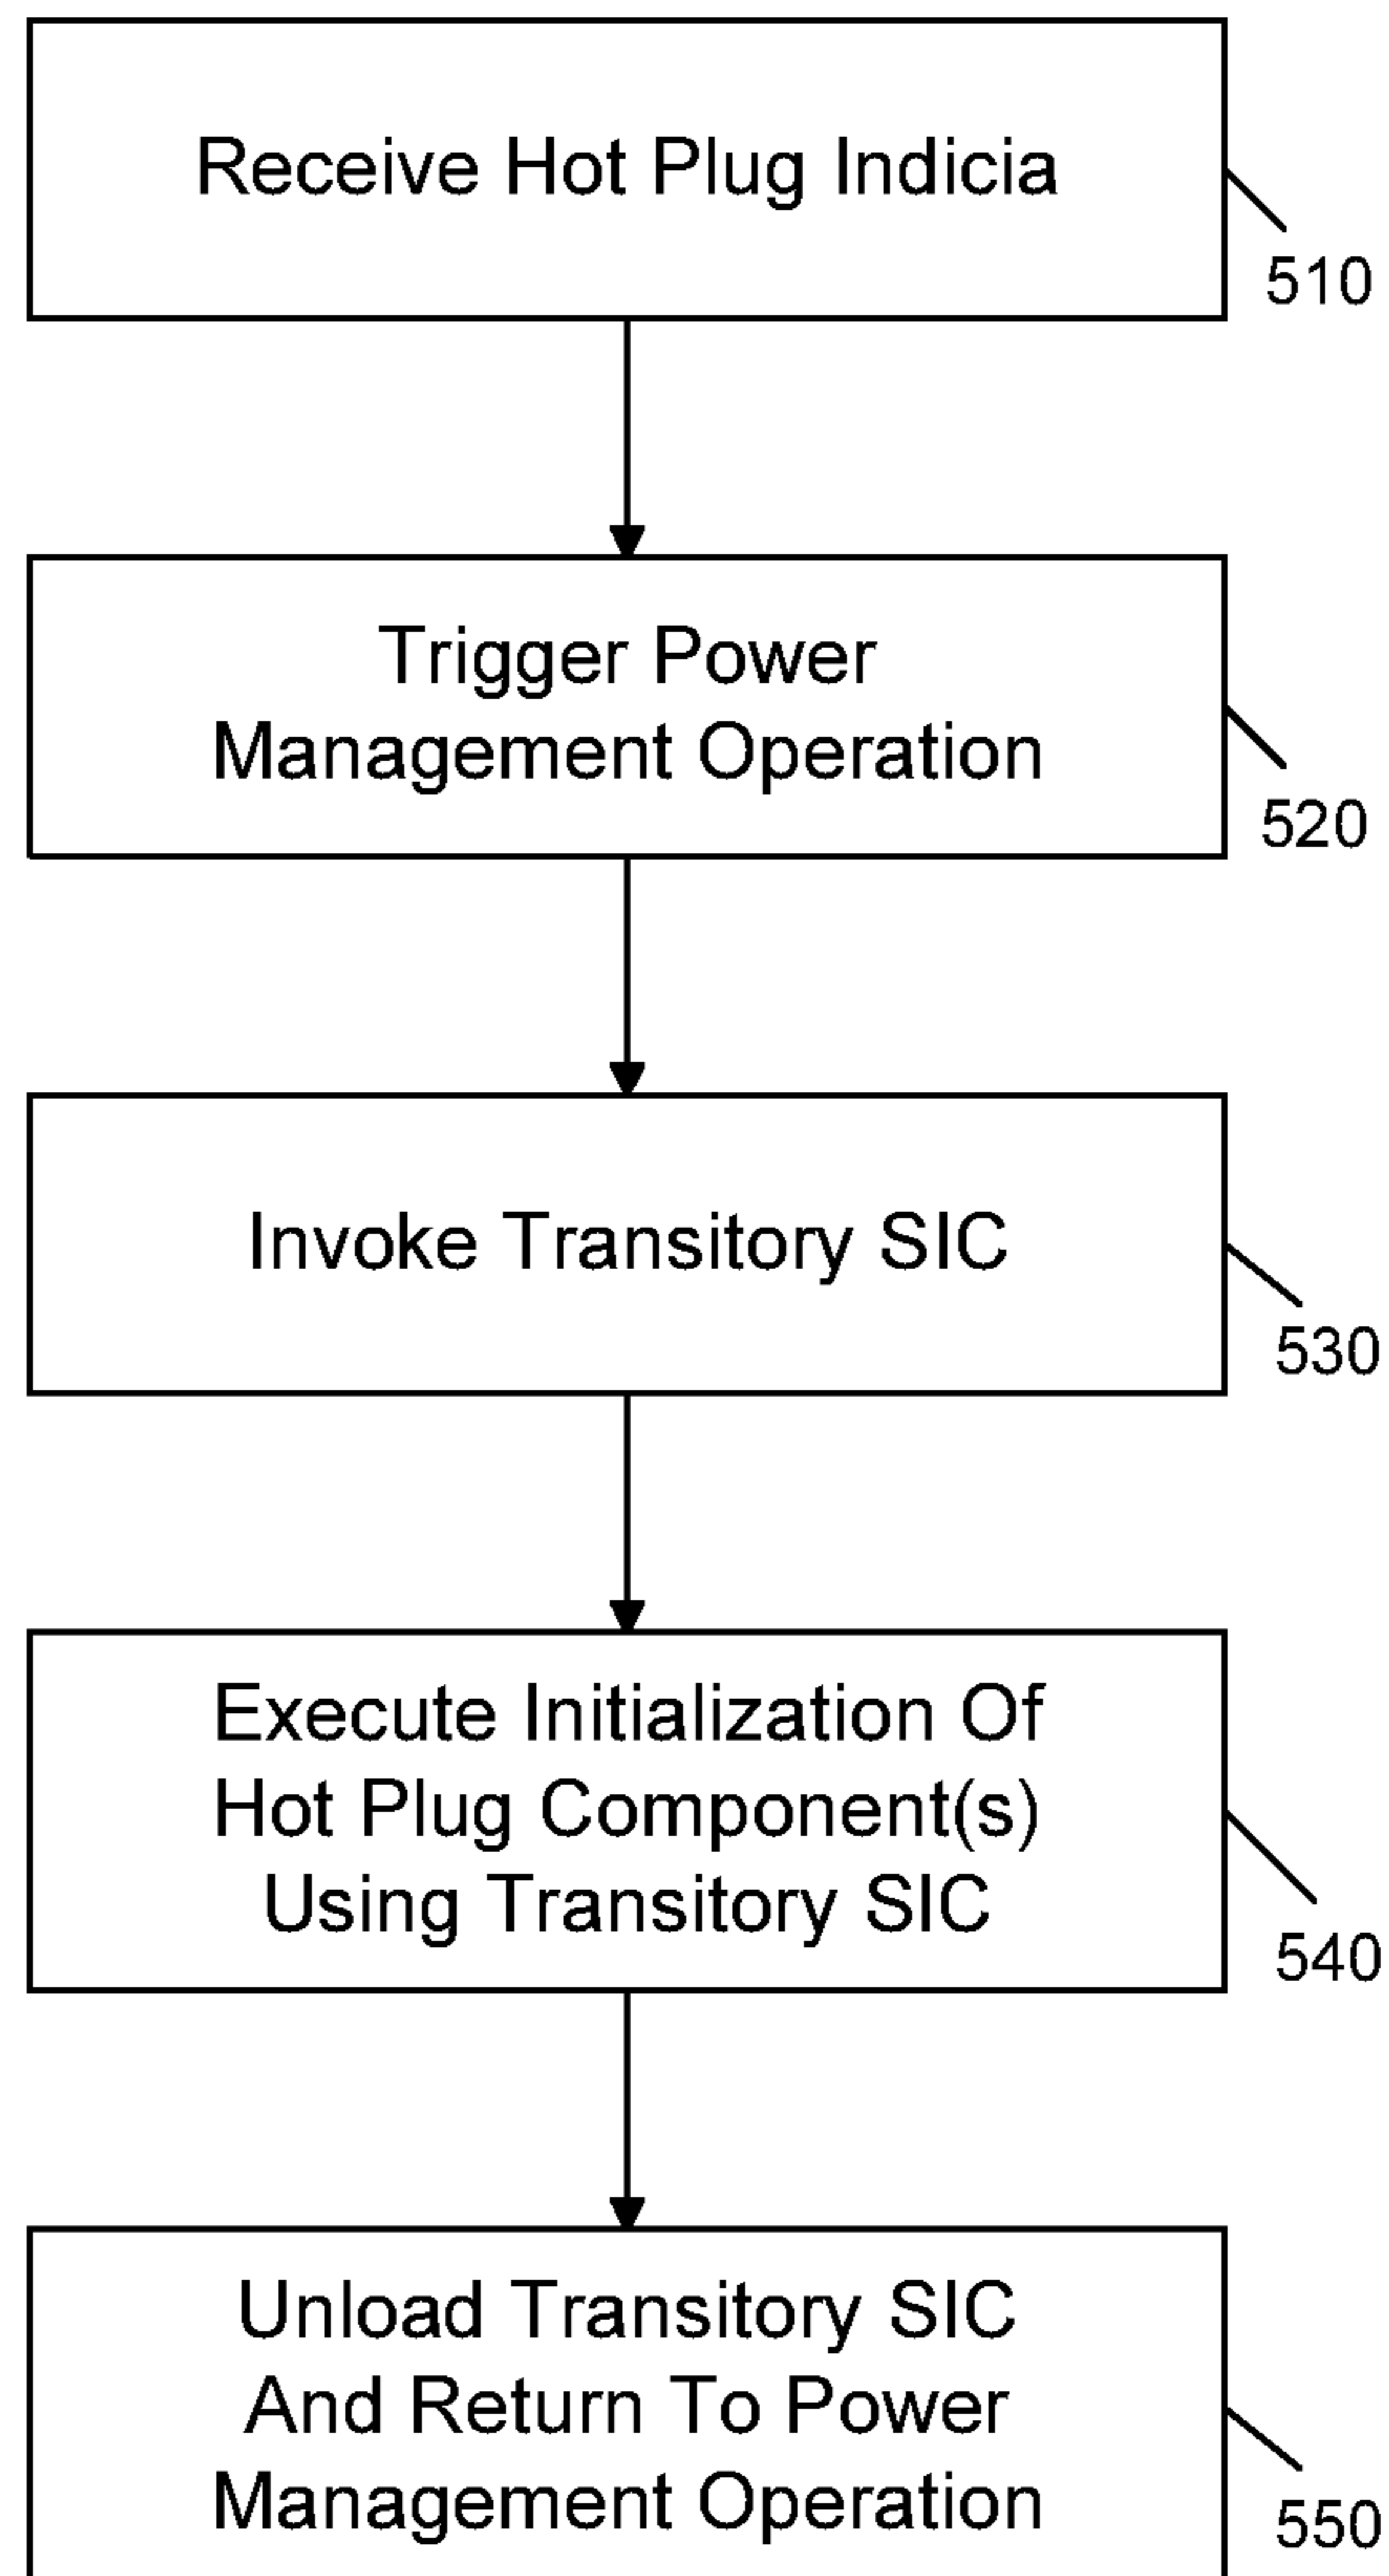 Receive Hot Plug Indicia
510
Trigger Power
Management Operation
520
Invoke Transitory SIC
530
Execute Initialization Of
Hot Plug Component(s)
Using Transitory SIC
540
Unload Transitory SIC
And Return To Power
Management Operation
550